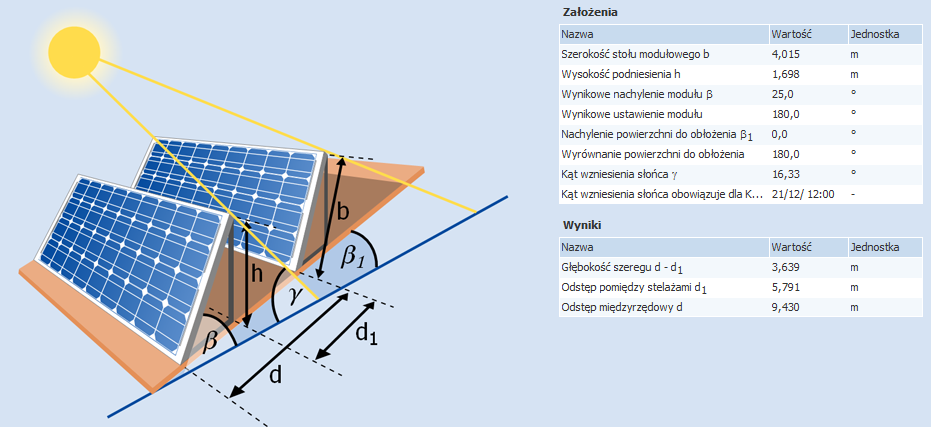 Założenia
Nazwa Wartość Jednostka
Szerokość stołu modułowego b 4,015 m
Wysokość podniesienia h 1,698 m
Wynikowe nachylenie modułu β 25,0 °
Wynikowe ustawienie modułu 180,0 °
Nachylenie powierzchni do obłożenia β1 0,0 °
Wyrównanie powierzchni do obłożenia 180,0 °
Kąt wzniesienia słońca γ 16,33 °
Kąt wzniesienia słońca obowiązuje dla K... 21/12/ 12:00 -
Wyniki
Nazwa Wartość Jednostka
Głębokość szeregu d - d1 3,639 m
Odstęp pomiędzy stelażami d1 5,791 m
Odstęp międzyrzędowy d 9,430 m
b
β1
h
γ
d1
β
d